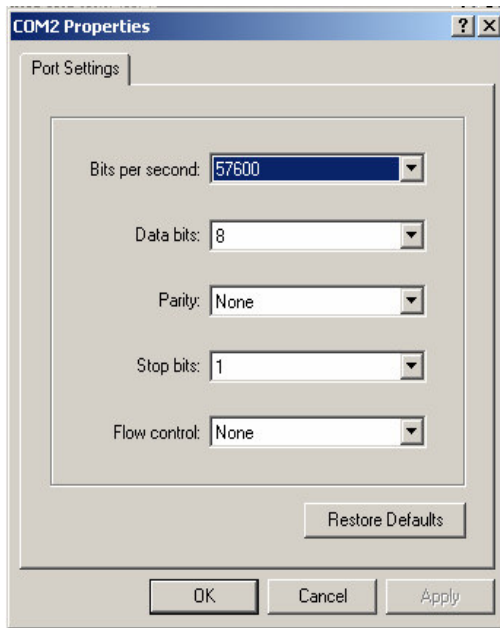 COM2 Properties
Port Settings
Bits per second: 57600
Data bits: 8
Parity: None
Stop bits: 1
Flow control: None
Restore Defaults
OK Cancel Apply